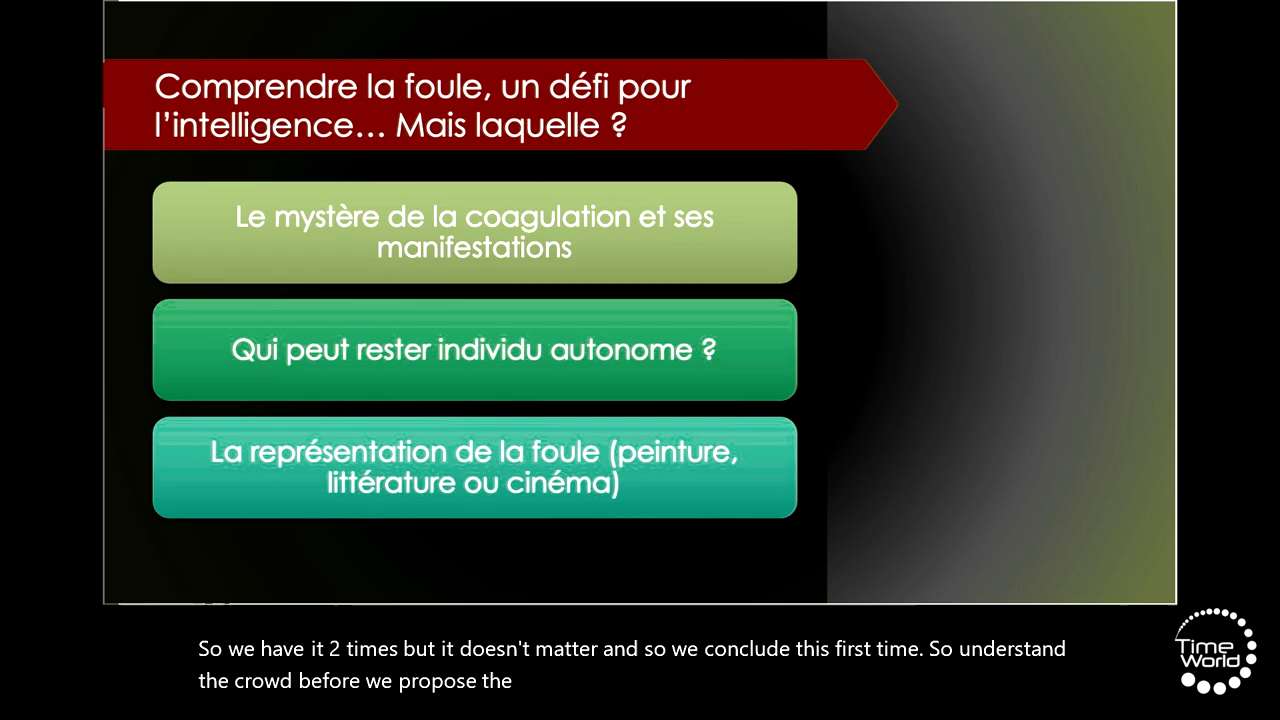 Comprendre la foule, un défi pour
l'intelligence... Mais laquelle ?
Le mystère de la coagulation et ses
manifestations
Qui peut rester individu autonome ?
La représentation de la foule (peinture,
littérature ou cinéma)
So we have it 2 times but it doesn't matter and so we conclude this first time. So understand
the crowd before we propose the
Time
World